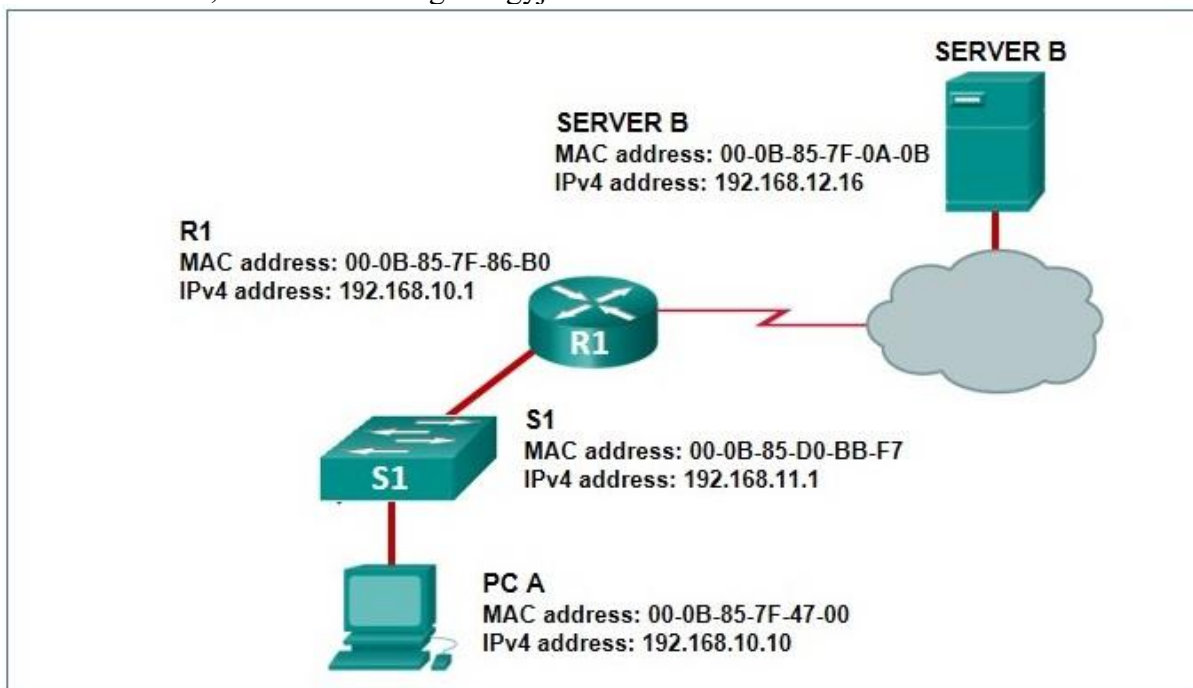 SERVER B
SERVER B
MAC address: 00-0B-85-7F-0A-0B
IPv4 address: 192.168.12.16
R1
MAC address: 00-0B-85-7F-86-B0
IPv4 address: 192.168.10.1
R1
S1
MAC address: 00-0B-85-D0-BB-F7
IPv4 address: 192.168.11.1
S1
PC A
MAC address: 00-0B-85-7F-47-00
IPv4 address: 192.168.10.10